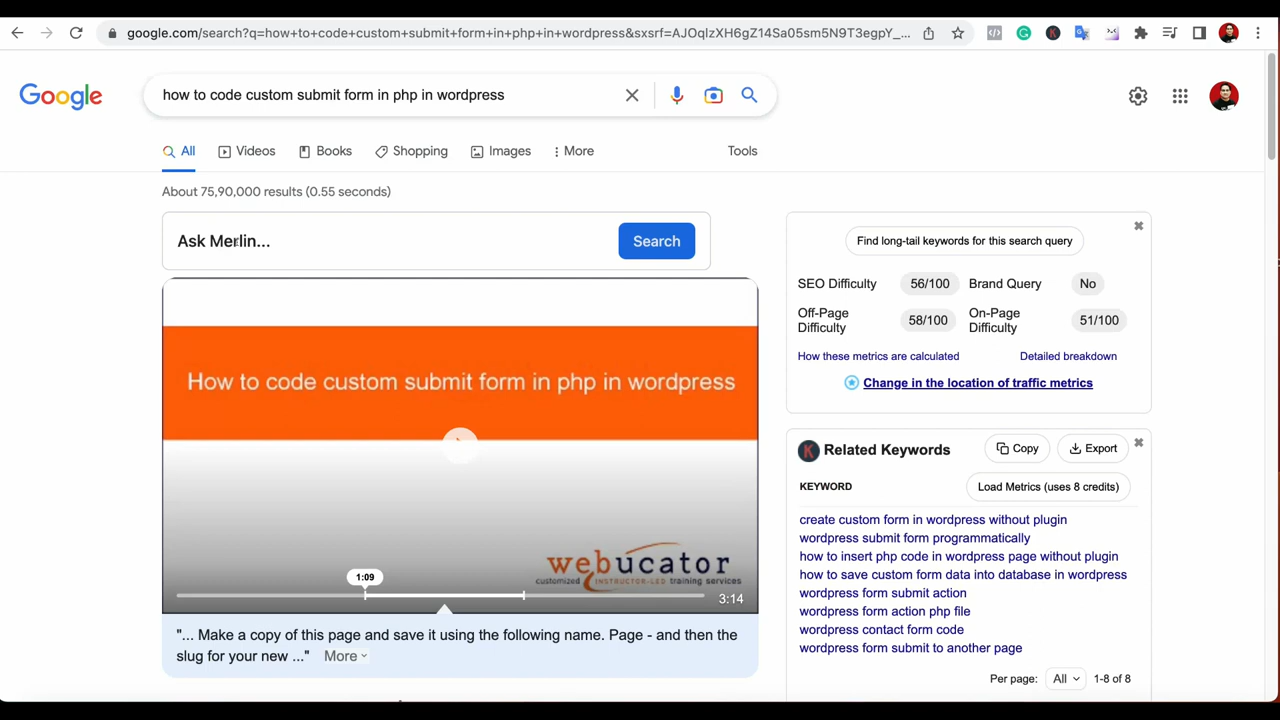 google.com/search?q=how+to+code+custom+submit+form+in+php+in+wordpress&sxsrf=AJOqlzXH6gZ14Sa05sm5N9T3egpY_...
Google
how to code custom submit form in php in wordpress
All
Videos
Books
Shopping
Images
More
Tools
About 75,90,000 results (0.55 seconds)
Ask Merlin...
Search
How to code custom submit form in php in wordpress
webucator
customized INSTRUCTOR-LED training services
1:09
3:14
"... Make a copy of this page and save it using the following name. Page - and then the
slug for your new ..." More
Find long-tail keywords for this search query
SEO Difficulty 56/100 Brand Query No
Off-Page
Difficulty 58/100 On-Page
Difficulty 51/100
How these metrics are calculated Detailed breakdown
Change in the location of traffic metrics
K Related Keywords Copy Export
KEYWORD Load Metrics (uses 8 credits)
create custom form in wordpress without plugin
wordpress submit form programmatically
how to insert php code in wordpress page without plugin
how to save custom form data into database in wordpress
wordpress form submit action
wordpress form action php file
wordpress contact form code
wordpress form submit to another page
Per page: All 1-8 of 8